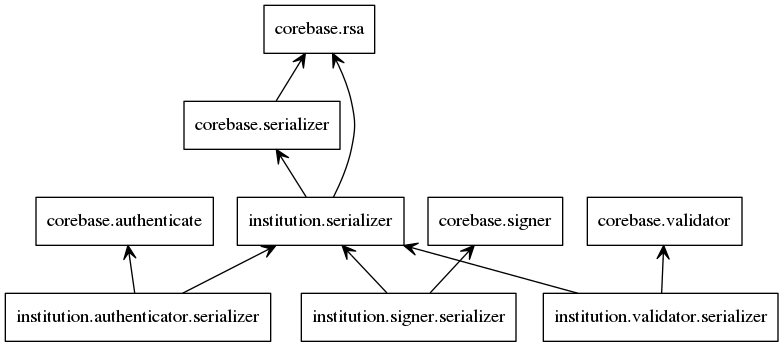 corebase.rsa
corebase.serializer
corebase.authenticate
institution.serializer
corebase.signer
corebase.validator
institution.authenticator.serializer
institution.signer.serializer
institution.validator.serializer